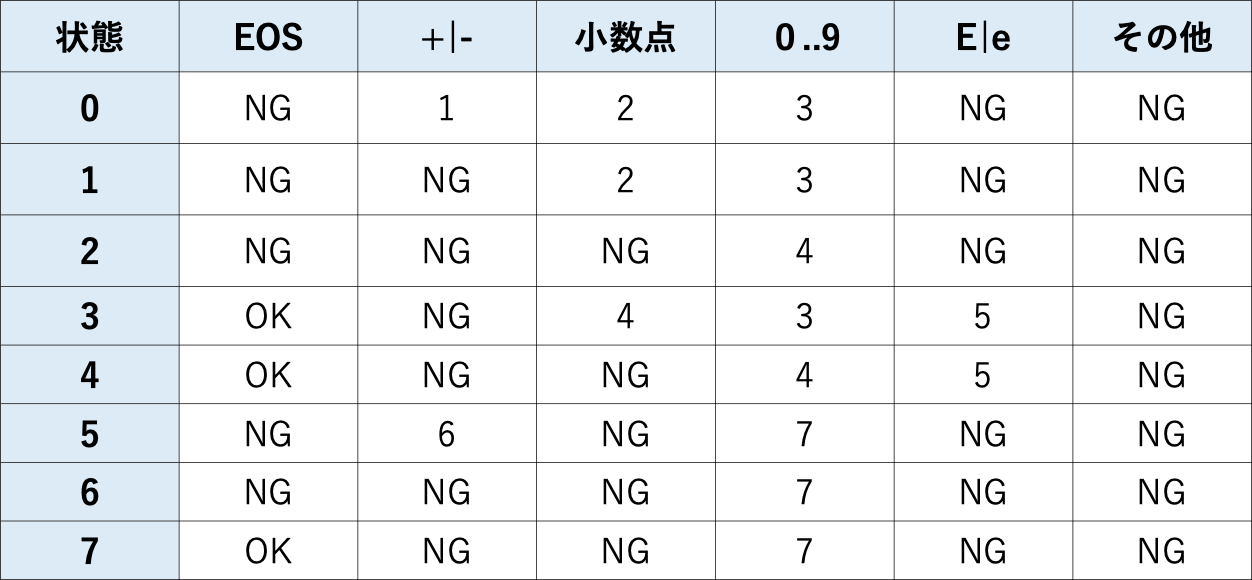 状態 EOS +|- 小数点 0 ..9 E|e その他
0 NG 1 2 3 NG NG
1 NG NG 2 3 NG NG
2 NG NG NG 4 NG NG
3 OK NG 4 3 5 NG
4 OK NG NG 4 5 NG
5 NG 6 NG 7 NG NG
6 NG NG NG 7 NG NG
7 OK NG NG 7 NG NG